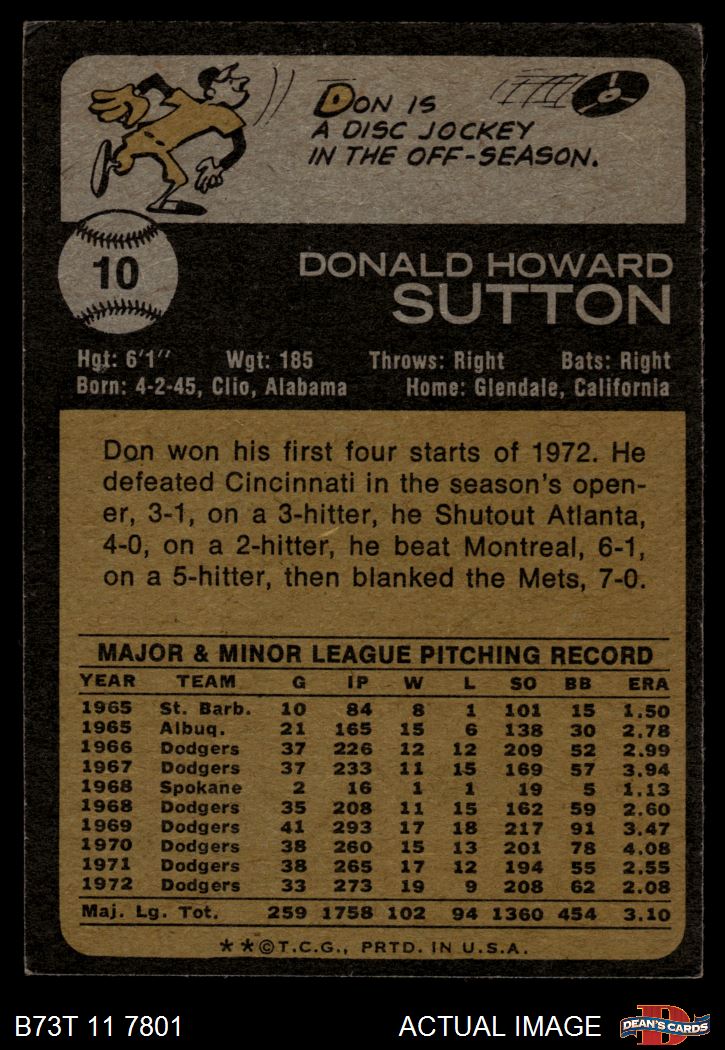 DON IS
A DISC JOCKEY
IN THE OFF-SEASON.
10
DONALD HOWARD
SUTTON
Hgt: 6'1" Wgt: 185 Throws: Right Bats: Right
Born: 4-2-45, Clio, Alabama Home: Glendale, California
Don won his first four starts of 1972. He
defeated Cincinnati in the season's open-
er, 3-1, on a 3-hitter, he Shutout Atlanta,
4-0, on a 2-hitter, he beat Montreal, 6-1,
on a 5-hitter, then blanked the Mets, 7-0.
MAJOR & MINOR LEAGUE PITCHING RECORD
YEAR TEAM G IP W L SO BB ERA
1965 St. Barb. 10 84 8 1 101 15 1.50
1965 Albuq. 21 165 15 6 138 30 2.78
1966 Dodgers 37 226 12 12 209 52 2.99
1967 Dodgers 37 233 11 15 169 57 3.94
1968 Spokane 2 16 1 1 19 5 1.13
1968 Dodgers 35 208 11 15 162 59 2.60
1969 Dodgers 41 293 17 18 217 91 3.47
1970 Dodgers 38 260 15 13 201 78 4.08
1971 Dodgers 38 265 17 12 194 55 2.55
1972 Dodgers 33 273 19 9 208 62 2.08
Maj. Lg. Tot. 259 1758 102 94 1360 454 3.10
**©T.C.G., PRTD. IN U.S.A.
B73T 11 7801 ACTUAL IMAGE D DEAN'S CARDS